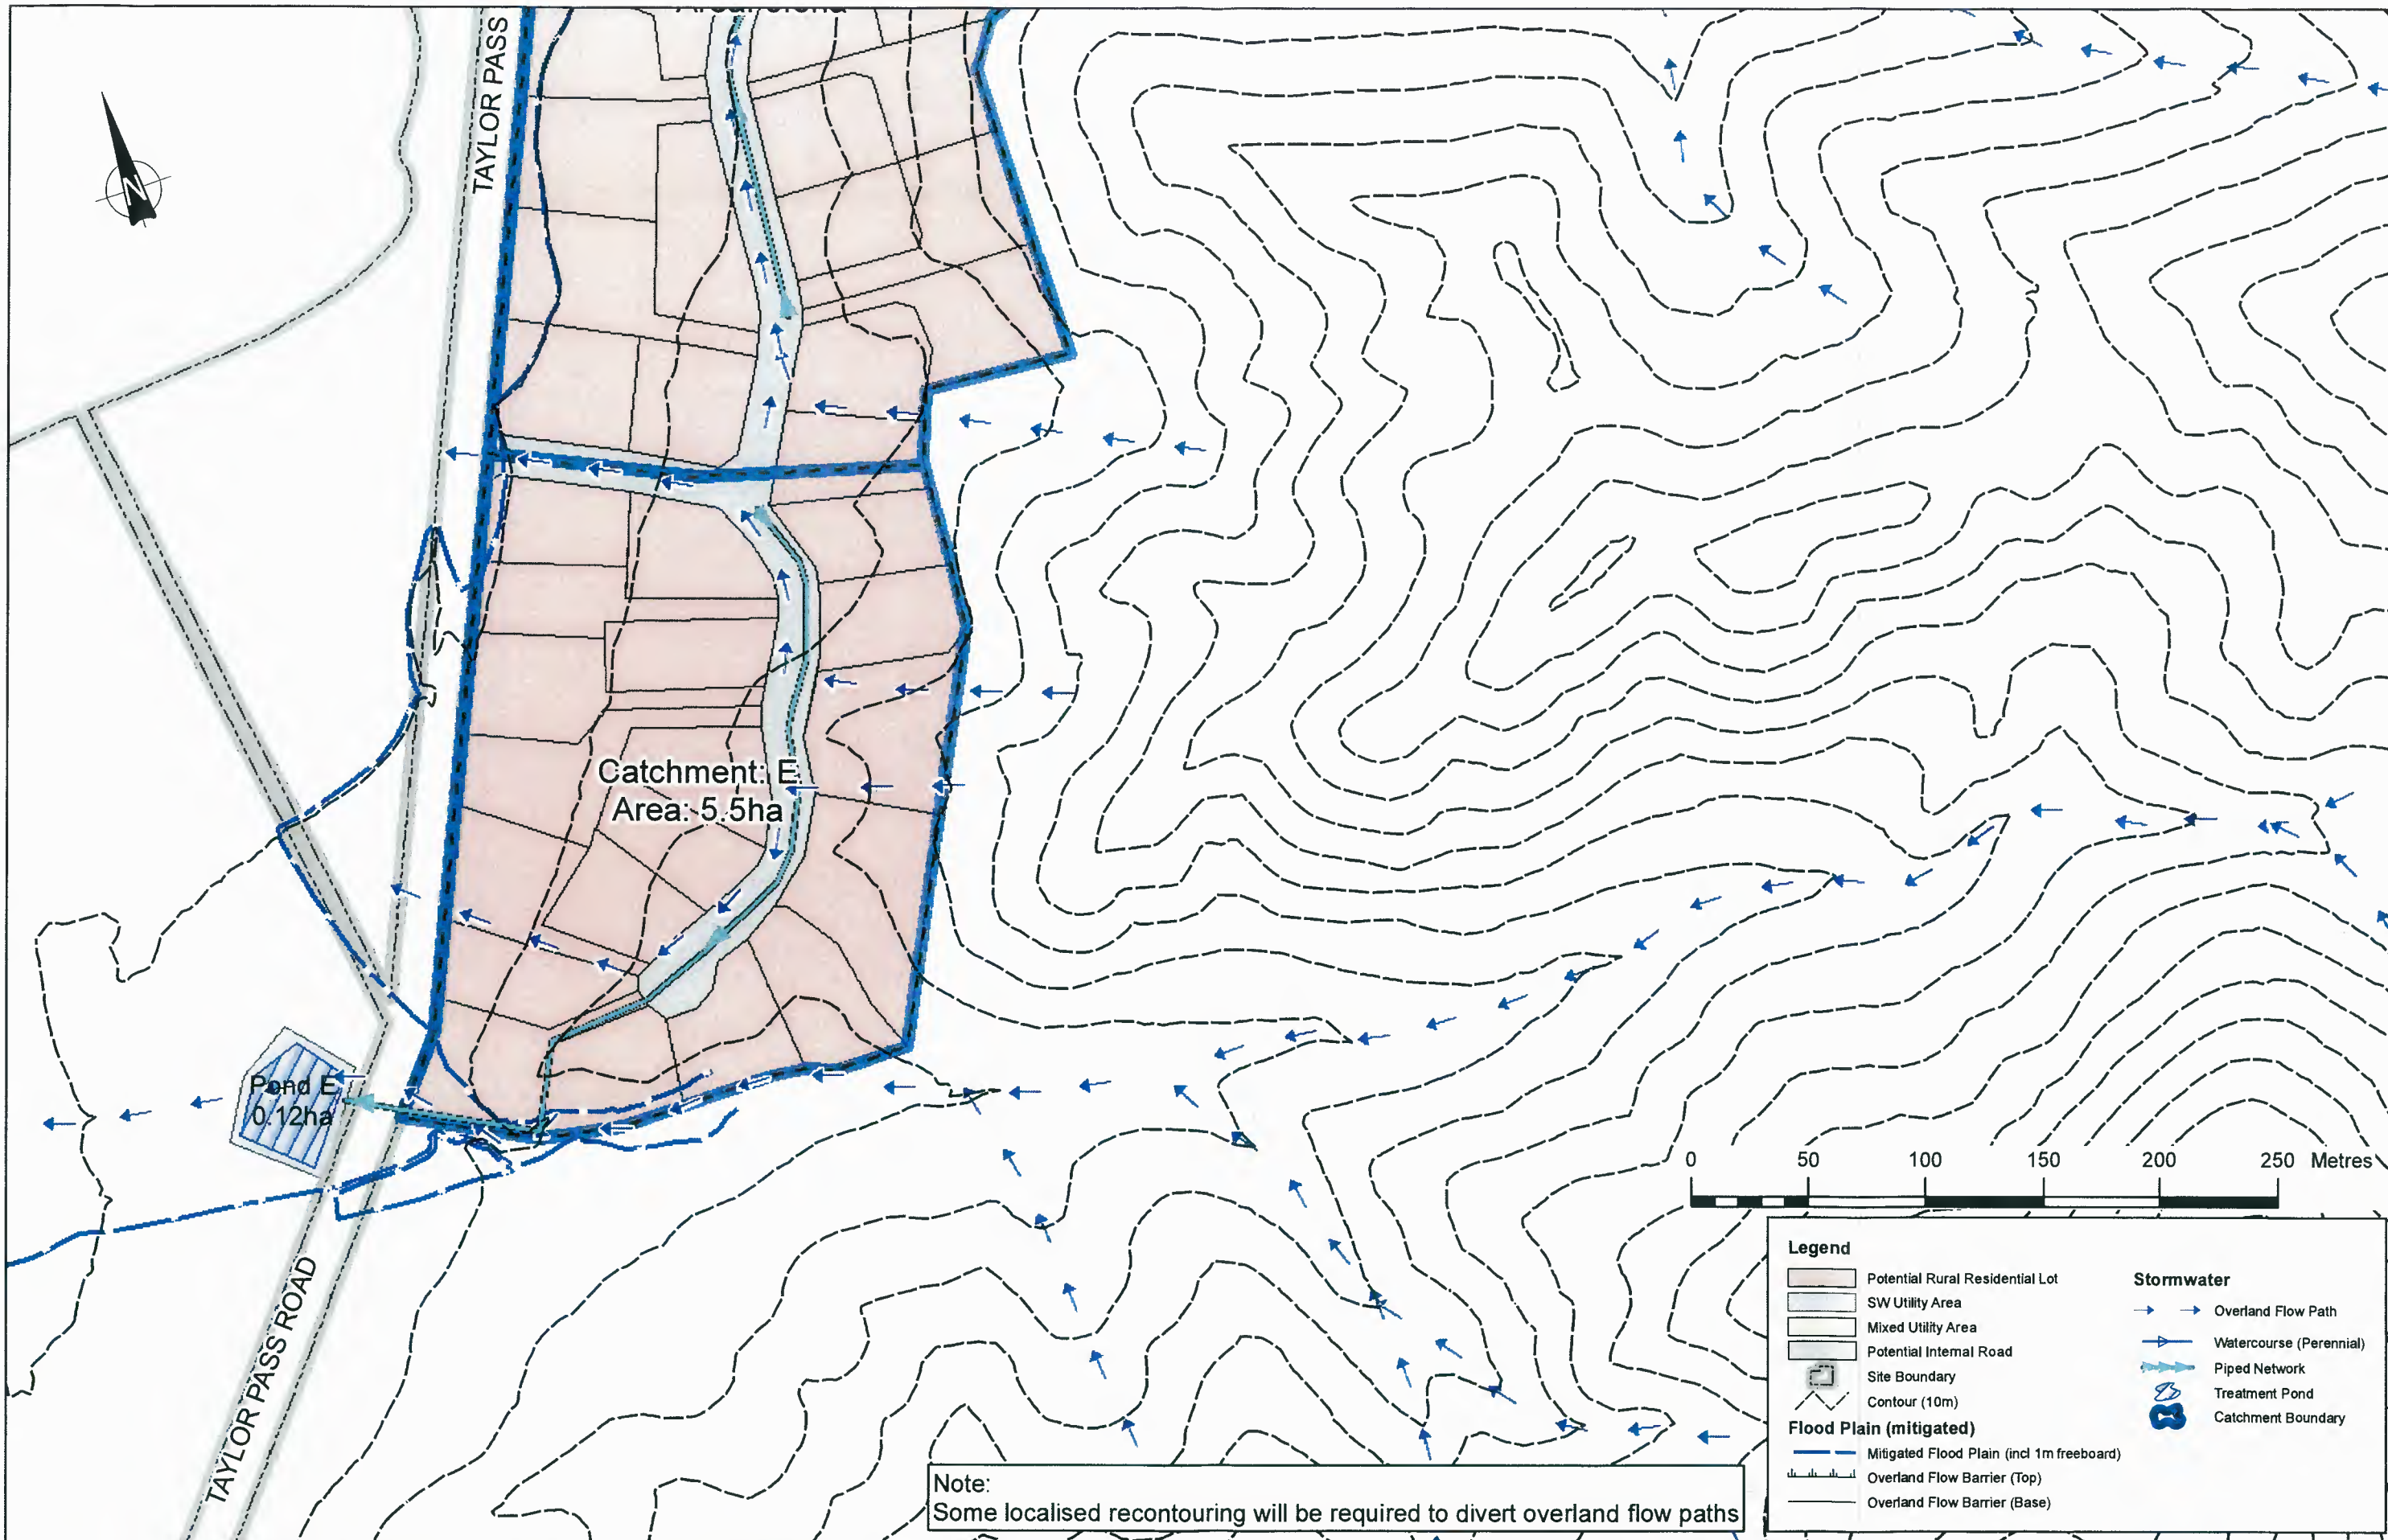 TAYLOR PASS
N
Catchment: E
Area: 5.5ha
Pond E
0.12ha
TAYLOR PASS ROAD
0 50 100 150 200 250 Metres
Legend
Potential Rural Residential Lot
SW Utility Area
Mixed Utility Area
Potential Internal Road
Site Boundary
Contour (10m)
Flood Plain (mitigated)
Mitigated Flood Plain (incl 1m freeboard)
Overland Flow Barrier (Top)
Overland Flow Barrier (Base)
Stormwater
Overland Flow Path
Watercourse (Perennial)
Piped Network
Treatment Pond
Catchment Boundary
Note:
Some localised recontouring will be required to divert overland flow paths